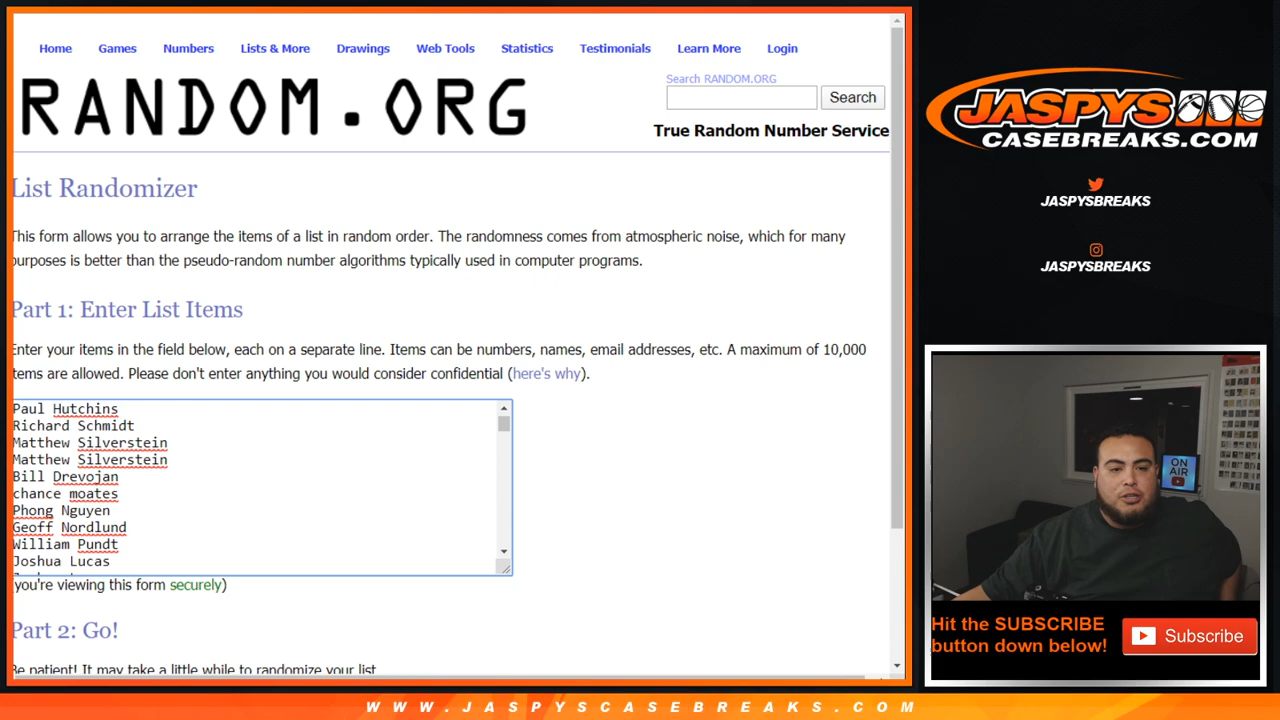 Home Games Numbers Lists & More Drawings Web Tools Statistics Testimonials Learn More Login
RANDOM.ORG
Search RANDOM.ORG
Search
True Random Number Service
List Randomizer
This form allows you to arrange the items of a list in random order. The randomness comes from atmospheric noise, which for many
purposes is better than the pseudo-random number algorithms typically used in computer programs.
Part 1: Enter List Items
Enter your items in the field below, each on a separate line. Items can be numbers, names, email addresses, etc. A maximum of 10,000
items are allowed. Please don't enter anything you would consider confidential (here's why).
Paul Hutchins
Richard Schmidt
Matthew Silverstein
Matthew Silverstein
Bill Drevojan
chance moates
Phong Nguyen
Geoff Nordlund
William Pundt
Joshua Lucas
(you're viewing this form securely)
Part 2: Go!
Be patient! It may take a little while to randomize your list
JASPYS
CASEBREAKS.COM
JASPYSBREAKS
JASPYSBREAKS
ON
AIR
Hit the SUBSCRIBE
button down below!
Subscribe
WWW.JASPYSCASEBREAKS.COM